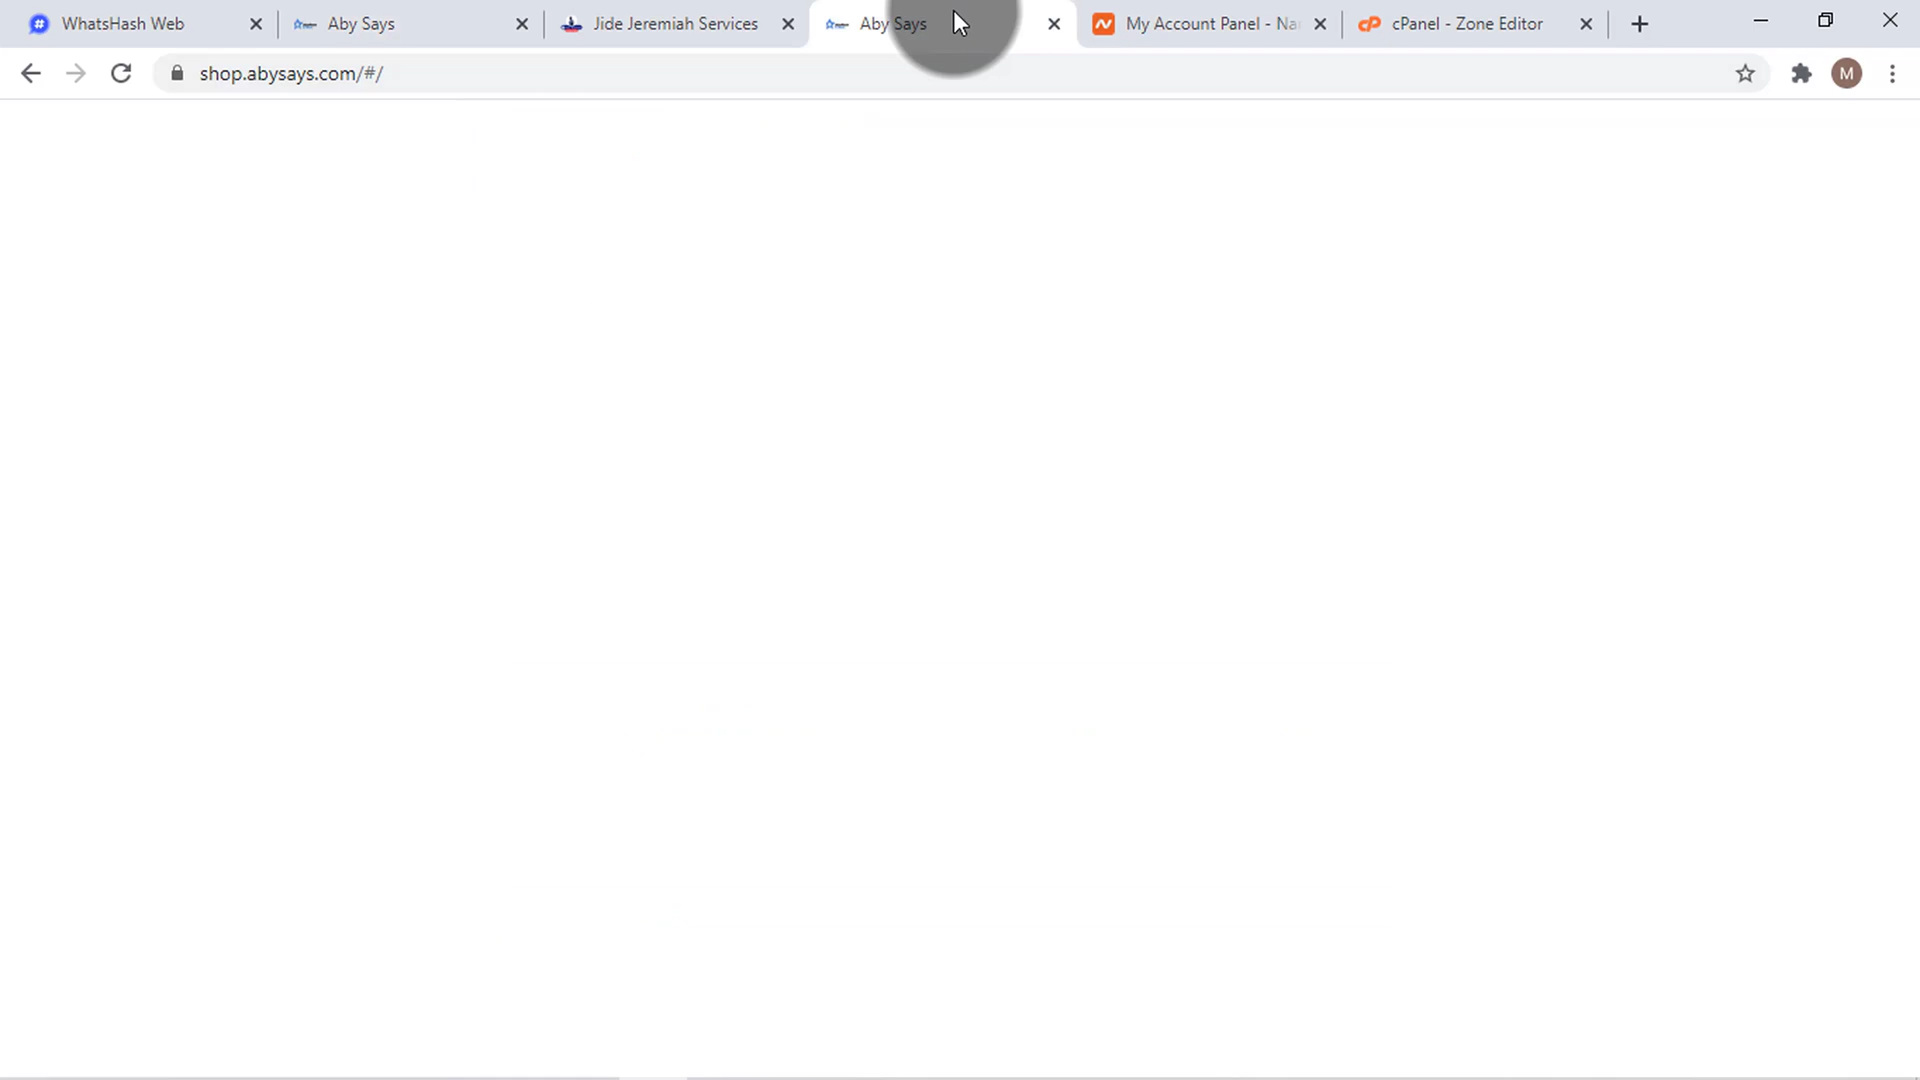 WhatsHash Web
Aby Says
Jide Jeremiah Services
Aby Says
My Account Panel - Na
cPanel - Zone Editor
shop.abysays.com/#/
M